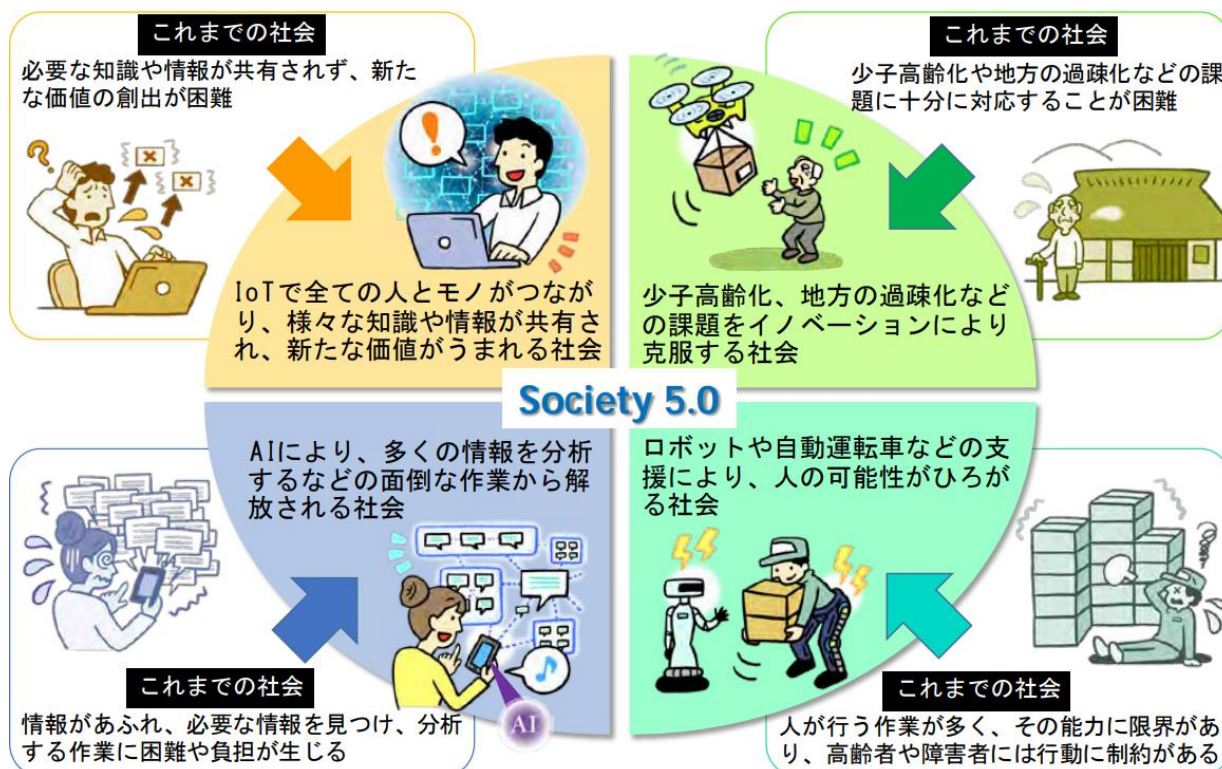 これまでの社会
必要な知識や情報が共有されず、新た
な価値の創出が困難
IoTで全ての人とモノがつなが
り、様々な知識や情報が共有さ
れ、新たな価値がうまれる社会
これまでの社会
少子高齢化や地方の過疎化などの課
題に十分に対応することが困難
少子高齢化、地方の過疎化など
の課題をイノベーションにより
克服する社会
Society 5.0
AIにより、多くの情報を分析
するなどの面倒な作業から解
放される社会
AI
これまでの社会
情報があふれ、必要な情報を見つけ、分析
する作業に困難や負担が生じる
ロボットや自動運転車などの支
援により、人の可能性がひろが
る社会
これまでの社会
人が行う作業が多く、その能力に限界があ
り、高齢者や障害者には行動に制約がある